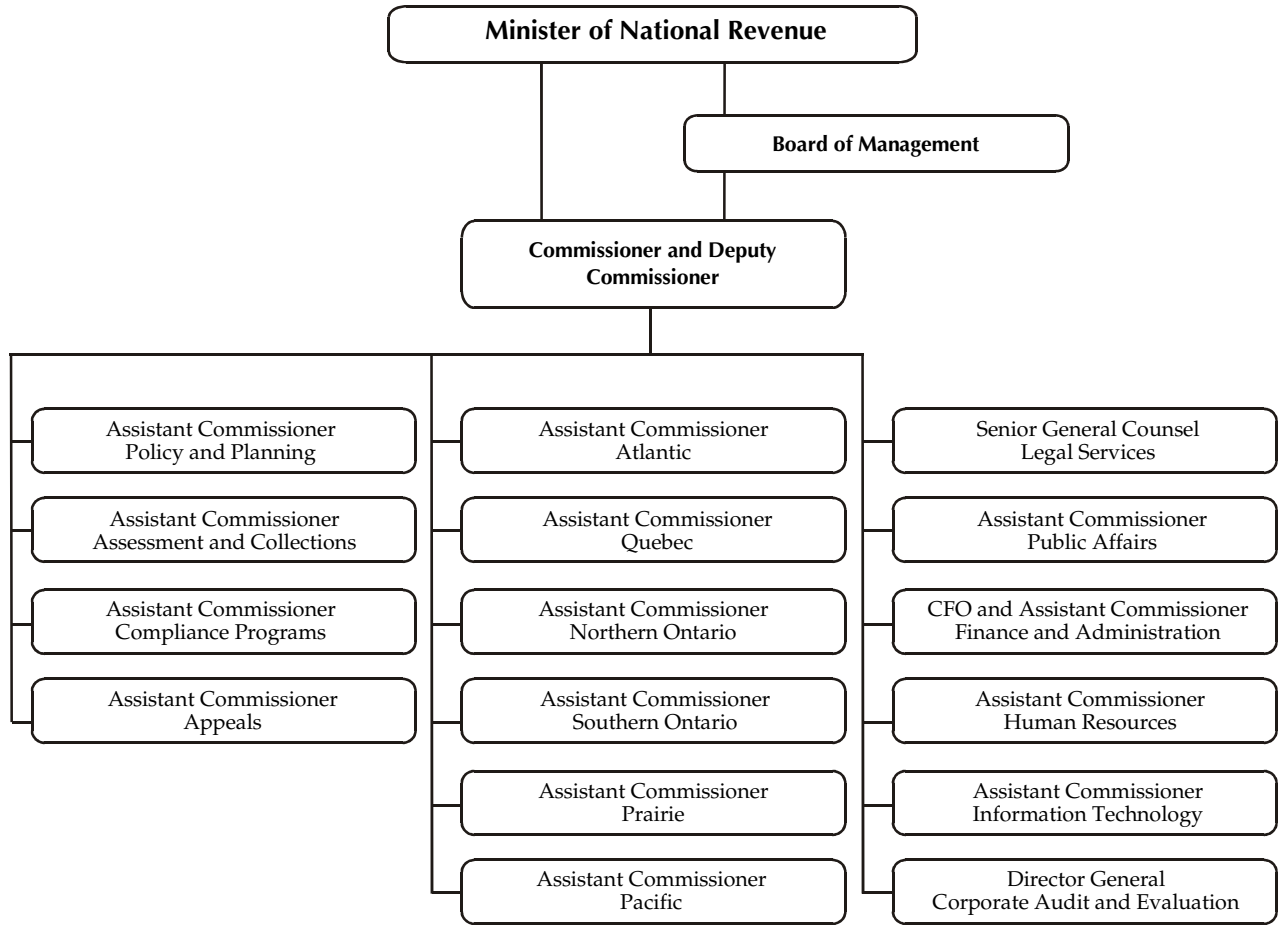 Minister of National Revenue
Board of Management
Commissioner and Deputy
Commissioner
Assistant Commissioner
Policy and Planning
Assistant Commissioner
Assessment and Collections
Assistant Commissioner
Compliance Programs
Assistant Commissioner
Appeals
Assistant Commissioner
Atlantic
Assistant Commissioner
Quebec
Assistant Commissioner
Northern Ontario
Assistant Commissioner
Southern Ontario
Assistant Commissioner
Prairie
Assistant Commissioner
Pacific
Senior General Counsel
Legal Services
Assistant Commissioner
Public Affairs
CFO and Assistant Commissioner
Finance and Administration
Assistant Commissioner
Human Resources
Assistant Commissioner
Information Technology
Director General
Corporate Audit and Evaluation